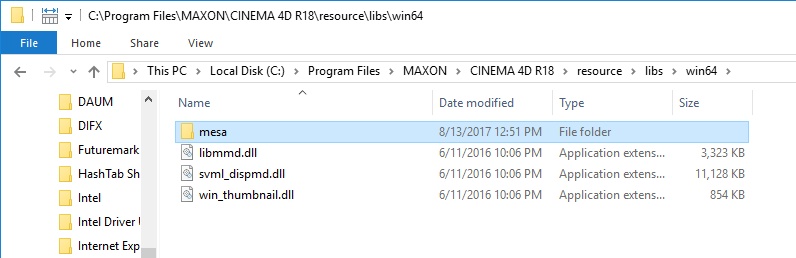 C:\Program Files\MAXON\CINEMA 4D R18\resource\libs\win64
File Home Share View
This PC Local Disk (C:) Program Files MAXON CINEMA 4D R18 resource libs win64
DAUM
DIFX
Futuremark
HashTab Sh
Intel
Intel Driver U
Internet Exp
Name Date modified Type Size
mesa 8/13/2017 12:51 PM File folder
libmmd.dll 6/11/2016 10:06 PM Application extens... 3,323 KB
svml_dispmd.dll 6/11/2016 10:06 PM Application extens... 11,128 KB
win_thumbnail.dll 6/11/2016 10:06 PM Application extens... 854 KB